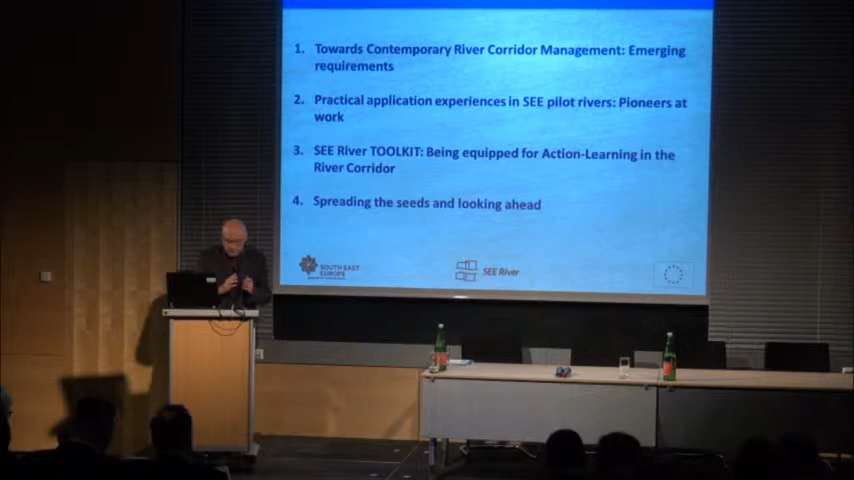 1. Towards Contemporary River Corridor Management: Emerging
requirements
2. Practical application experiences in SEE pilot rivers: Pioneers at
work
3. SEE River TOOLKIT: Being equipped for Action-Learning in the
River Corridor
4. Spreading the seeds and looking ahead
SOUTH EAST
EUROPE
SEE River